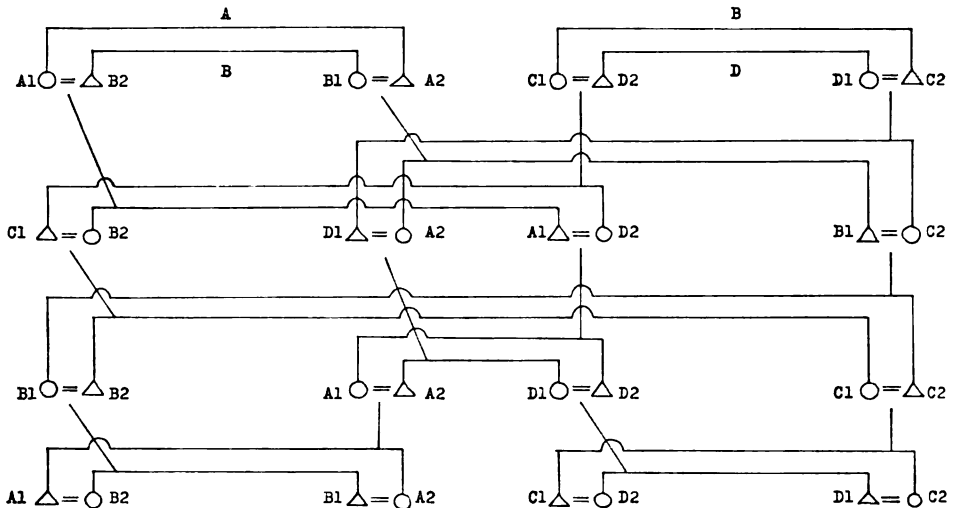 A B
A1 = B2 B B1 = A2 C1 = D2 D D1 = C2
C1 = B2 D1 = A2 A1 = D2 B1 = C2
B1 = B2 A1 = A2 D1 = D2 C1 = C2
A1 = B2 B1 = A2 C1 = D2 D1 = C2